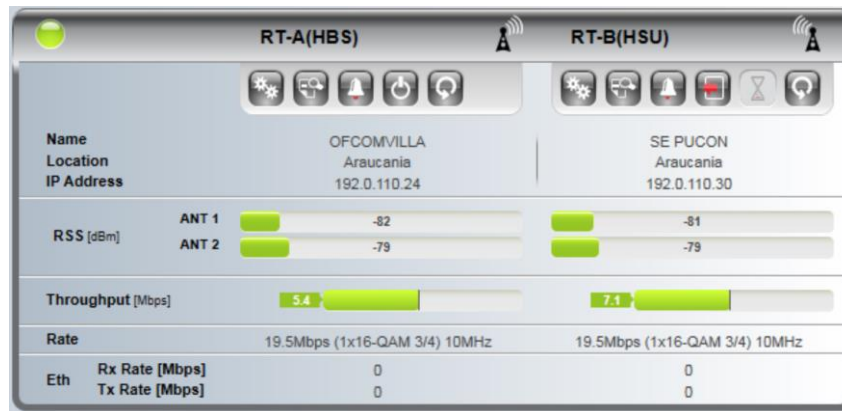 RT-A(HBS) RT-B(HSU)
Name OFCOMVILLA SE PUCON
Location Araucania Araucania
IP Address 192.0.110.24 192.0.110.30
RSS [dBm] ANT 1 -82 -81
ANT 2 -79 -79
Throughput [Mbps] 5.4 7.1
Rate 19.5Mbps (1x16-QAM 3/4) 10MHz 19.5Mbps (1x16-QAM 3/4) 10MHz
Eth Rx Rate [Mbps] 0 0
Tx Rate [Mbps] 0 0